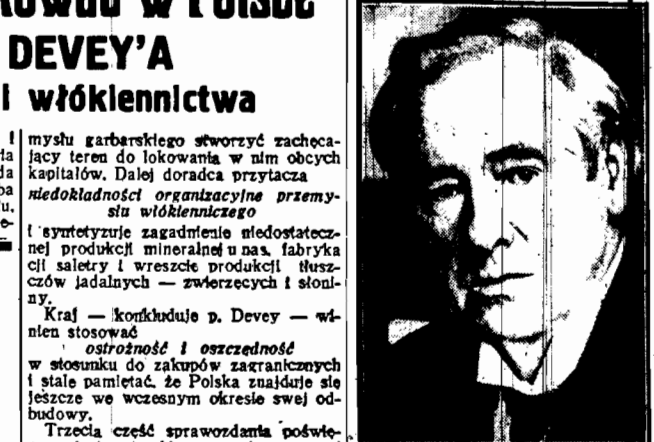 w Polsce
DEVEY'A
i włókiennictwa
mysłu garbarskiego stworzyć zachęca-
jący teren do lokowania w nim obcych
kapitałów. Dalej doradca przytacza
niedokładności organizacyjne przemy-
słu włókienniczego
i syntetyzuje zagadnienie niedostatecz-
nej produkcji mineralnej u nas, fabryka
cji saletry i wreszcie produkcji tłusz-
czów jadalnych — zwierzęcych i słoni-
ny.
Kraj — konkluduje p. Devey — wi-
nien stosować
ostrożność i oszczędność
w stosunku do zakupów zagranicznych
i stale pamiętać, że Polska znajduje się
jeszcze we wczesnym okresie swej od-
budowy.
Trzecia część sprawozdania poświę-